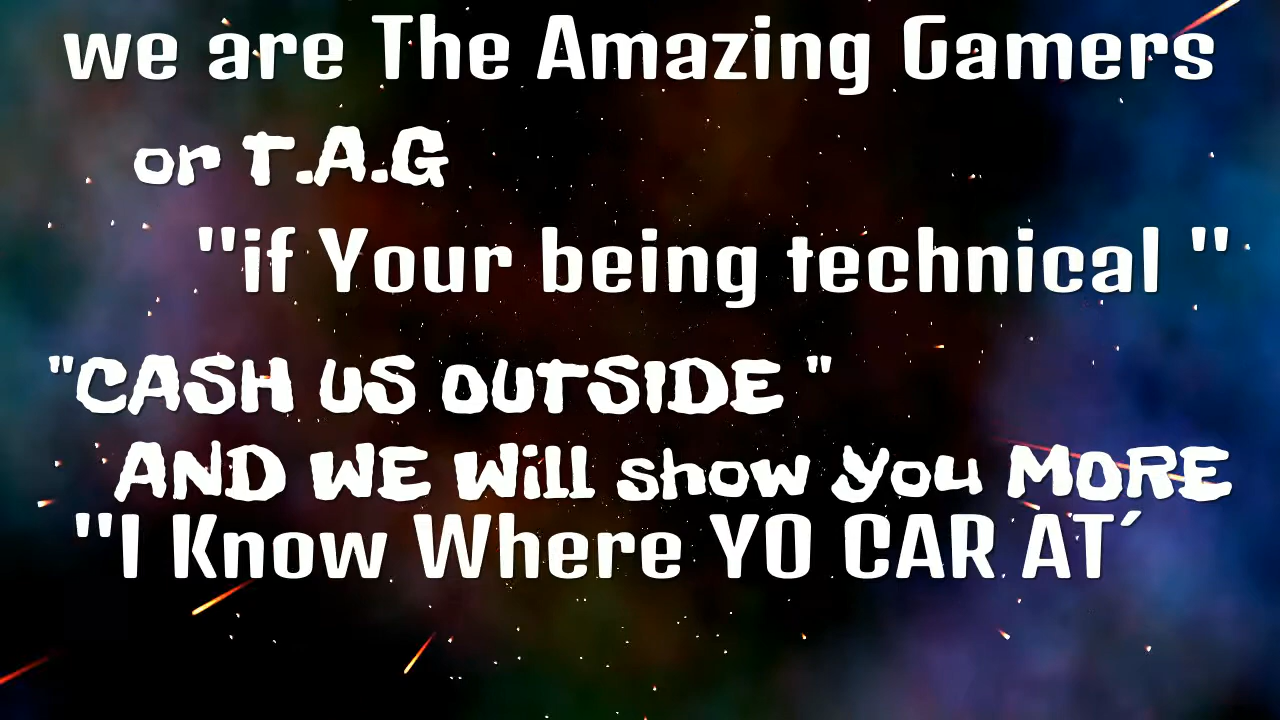 we are The Amazing Gamers
or T.A.G
"if Your being technical "
"CASH US OUTSIDE "
AND WE Will show you MORE
"I Know Where YO CAR AT´